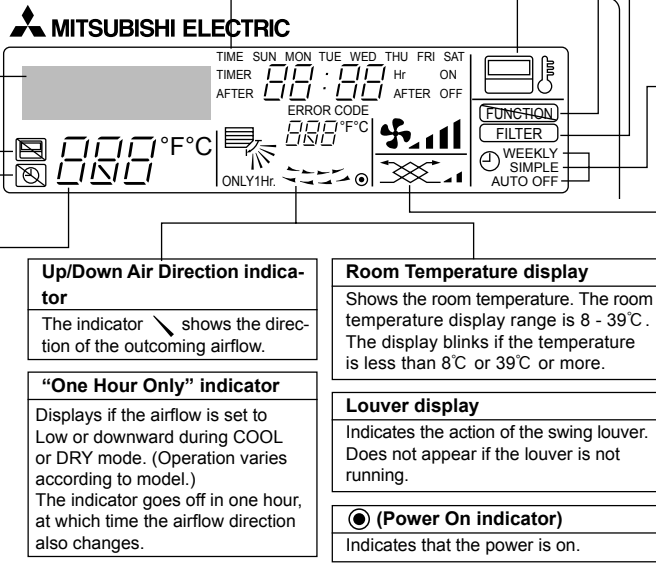 MITSUBISHI ELECTRIC
TIME SUN MON TUE WED THU FRI SAT
TIMER 88:88 Hr ON
AFTER AFTER OFF
ERROR CODE
888 °F°C
888 °F°C
ONLY1Hr.
FUNCTION
FILTER
WEEKLY
SIMPLE
AUTO OFF
Up/Down Air Direction indica-
tor
The indicator shows the direc-
tion of the outcoming airflow.
“One Hour Only” indicator
Displays if the airflow is set to
Low or downward during COOL
or DRY mode. (Operation varies
according to model.)
The indicator goes off in one hour,
at which time the airflow direction
also changes.
Room Temperature display
Shows the room temperature. The room
temperature display range is 8 - 39℃.
The display blinks if the temperature
is less than 8℃ or 39℃ or more.
Louver display
Indicates the action of the swing louver.
Does not appear if the louver is not
running.
(Power On indicator)
Indicates that the power is on.